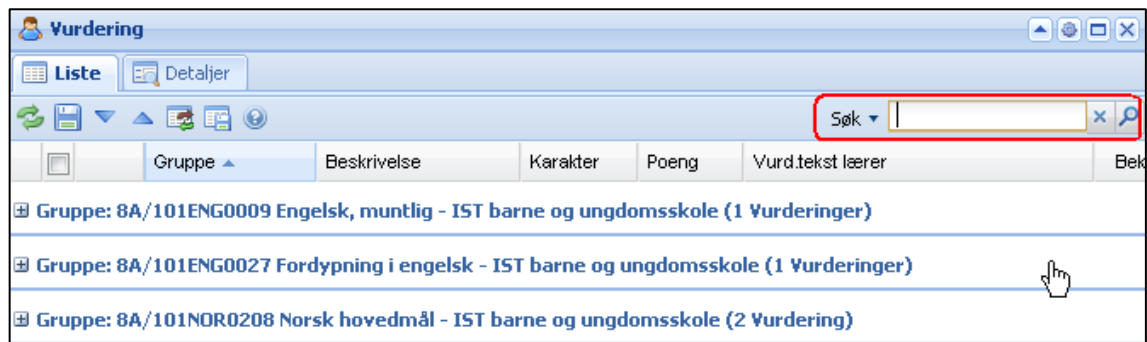 Vurdering
Liste Detaljer
Søk
Gruppe Beskrivelse Karakter Poeng Vurd.tekst lærer Bek
Gruppe: 8A/101ENG0009 Engelsk, muntlig - IST barne og ungdomsskole (1 Vurderinger)
Gruppe: 8A/101ENG0027 Fordypning i engelsk - IST barne og ungdomsskole (1 Vurderinger)
Gruppe: 8A/101NOR0208 Norsk hovedmål - IST barne og ungdomsskole (2 Vurdering)